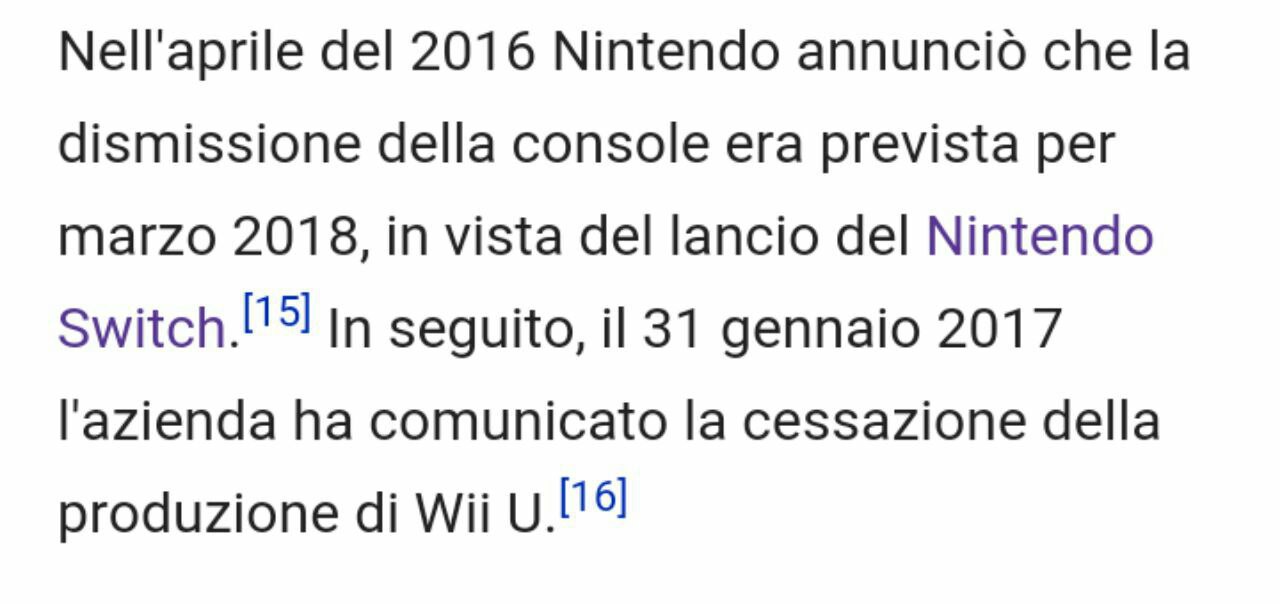 Nell'aprile del 2016 Nintendo annunciò che la
dismissione della console era prevista per
marzo 2018, in vista del lancio del Nintendo
Switch.[15] In seguito, il 31 gennaio 2017
l'azienda ha comunicato la cessazione della
produzione di Wii U.[16]